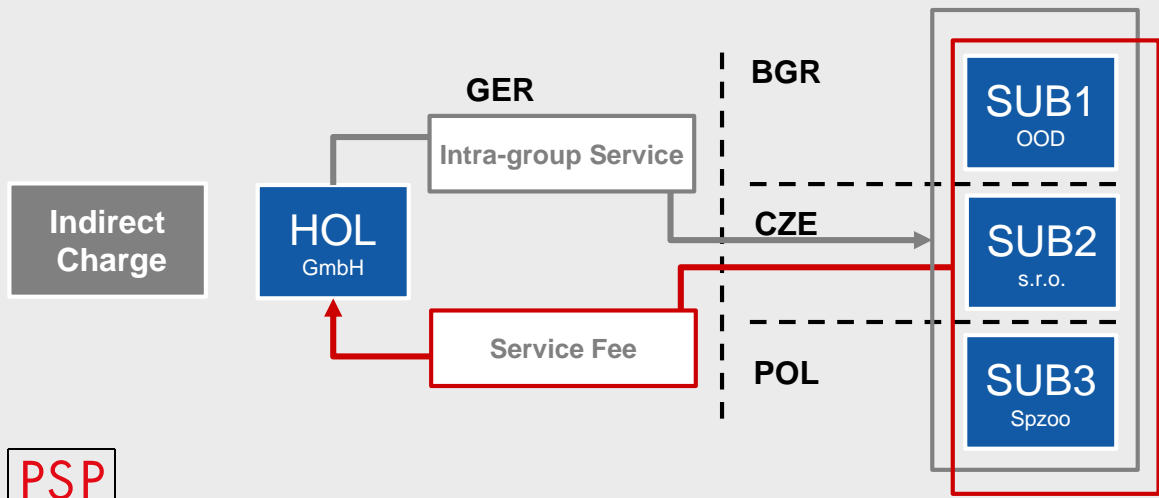 GER
BGR
Intra-group Service
SUB1
OOD
Indirect
Charge
HOL
GmbH
CZE
SUB2
s.r.o.
Service Fee
POL
SUB3
Spzoo
PSP